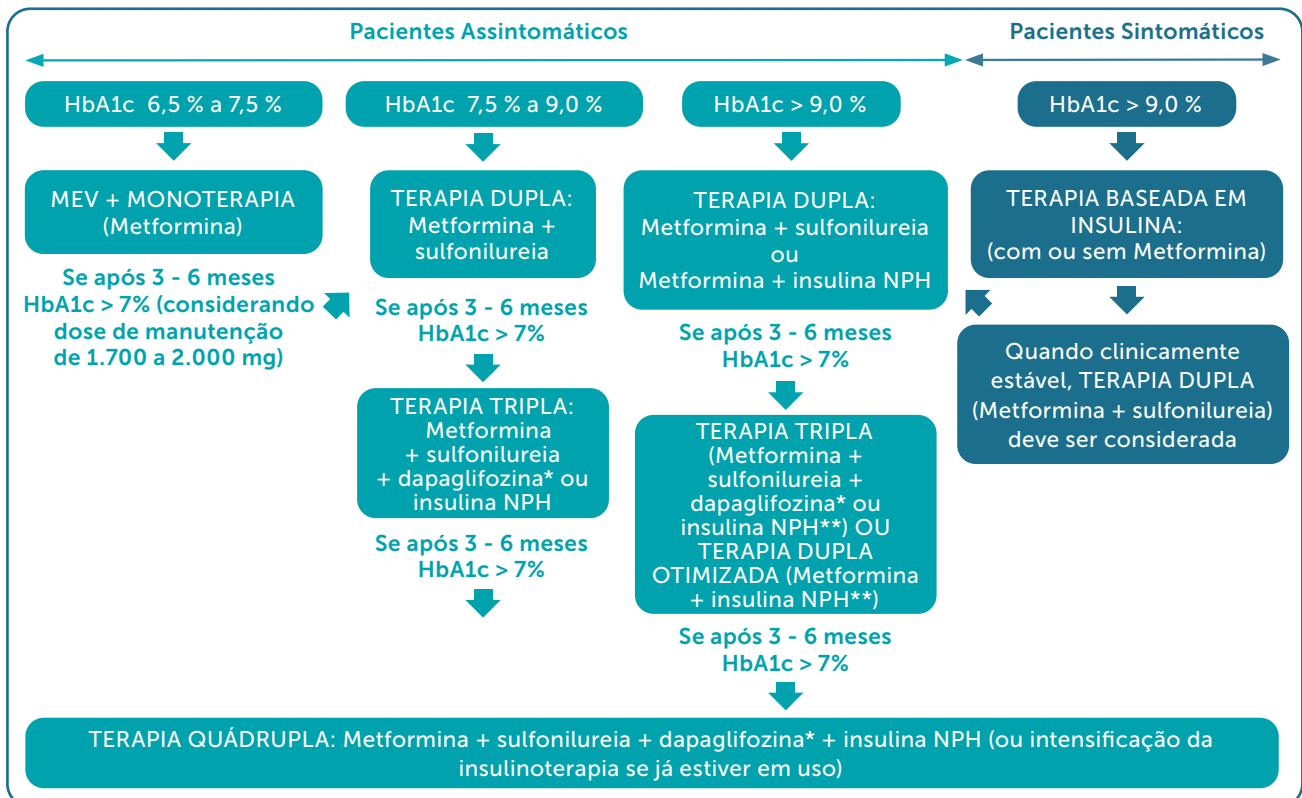 Pacientes Assintomáticos
Pacientes Sintomáticos
HbA1c 6,5 % a 7,5 %
MEV + MONOTERAPIA
(Metformina)
Se após 3 - 6 meses
HbA1c > 7% (considerando
dose de manutenção
de 1.700 a 2.000 mg)
HbA1c 7,5 % a 9,0 %
TERAPIA DUPLA:
Metformina +
sulfonilureia
Se após 3 - 6 meses
HbA1c > 7%
TERAPIA TRIPLA:
Metformina
+ sulfonilureia
+ dapaglifozina* ou
insulina NPH
Se após 3 - 6 meses
HbA1c > 7%
HbA1c > 9,0 %
TERAPIA DUPLA:
Metformina + sulfonilureia
ou
Metformina + insulina NPH
Se após 3 - 6 meses
HbA1c > 7%
TERAPIA TRIPLA
(Metformina +
sulfonilureia +
dapaglifozina* ou
insulina NPH**) OU
TERAPIA DUPLA
OTIMIZADA (Metformina
+ insulina NPH**)
Se após 3 - 6 meses
HbA1c > 7%
HbA1c > 9,0 %
TERAPIA BASEADA EM
INSULINA:
(com ou sem Metformina)
Quando clinicamente
estável, TERAPIA DUPLA
(Metformina + sulfonilureia)
deve ser considerada
TERAPIA QUÁDRUPLA: Metformina + sulfonilureia + dapaglifozina* + insulina NPH (ou intensificação da
insulinoterapia se já estiver em uso)